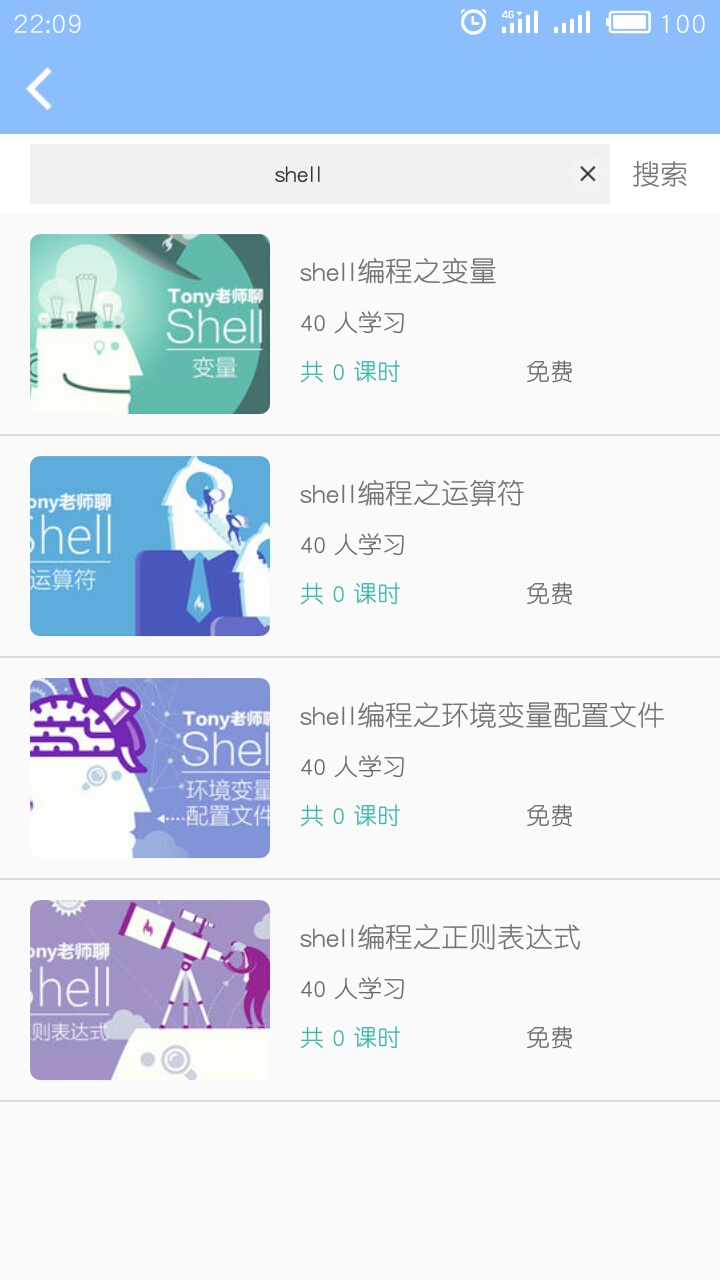 22:09
4G
100
shell
搜索
Tony老师聊
Shell
变量
shell编程之变量
40 人学习
共 0 课时
免费
ony老师聊
Shell
运算符
shell编程之运算符
40 人学习
共 0 课时
免费
Tony老师聊
Shell
环境变量
配置文件
shell编程之环境变量配置文件
40 人学习
共 0 课时
免费
ony老师聊
hell
则表达式
shell编程之正则表达式
40 人学习
共 0 课时
免费